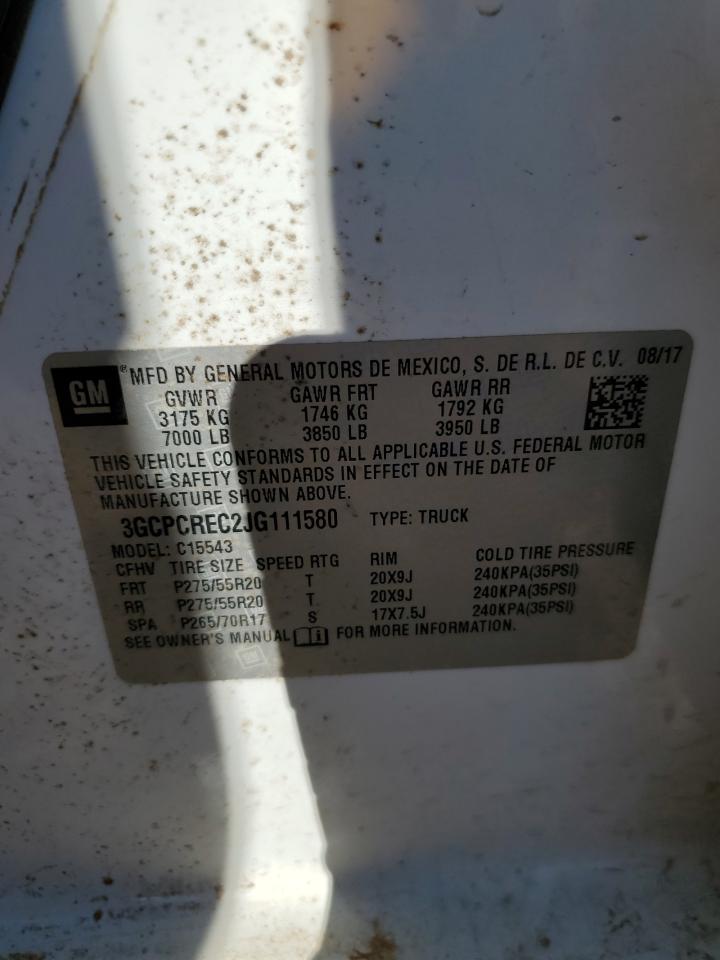 GM
®MFD BY GENERAL MOTORS DE MEXICO, S. DE R.L. DE C.V. 08/17
GVWR GAWR FRT GAWR RR
3175 KG 1746 KG 1792 KG
7000 LB 3850 LB 3950 LB
THIS VEHICLE CONFORMS TO ALL APPLICABLE U.S. FEDERAL MOTOR
VEHICLE SAFETY STANDARDS IN EFFECT ON THE DATE OF
MANUFACTURE SHOWN ABOVE.
3GCPCREC2JG111580 TYPE: TRUCK
MODEL: C15543
CFHV TIRE SIZE SPEED RTG RIM COLD TIRE PRESSURE
FRT P275/55R20 T 20X9J 240KPA(35PSI)
RR P275/55R20 T 20X9J 240KPA(35PSI)
SPA P265/70R17 S 17X7.5J 240KPA(35PSI)
SEE OWNER'S MANUAL FOR MORE INFORMATION.
GM